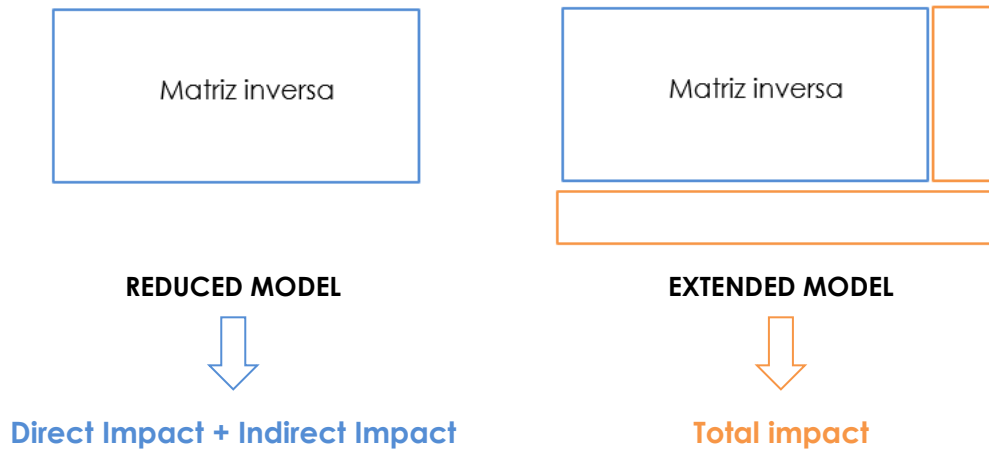 Matriz inversa
Matriz inversa
REDUCED MODEL
EXTENDED MODEL
Direct Impact + Indirect Impact
Total impact